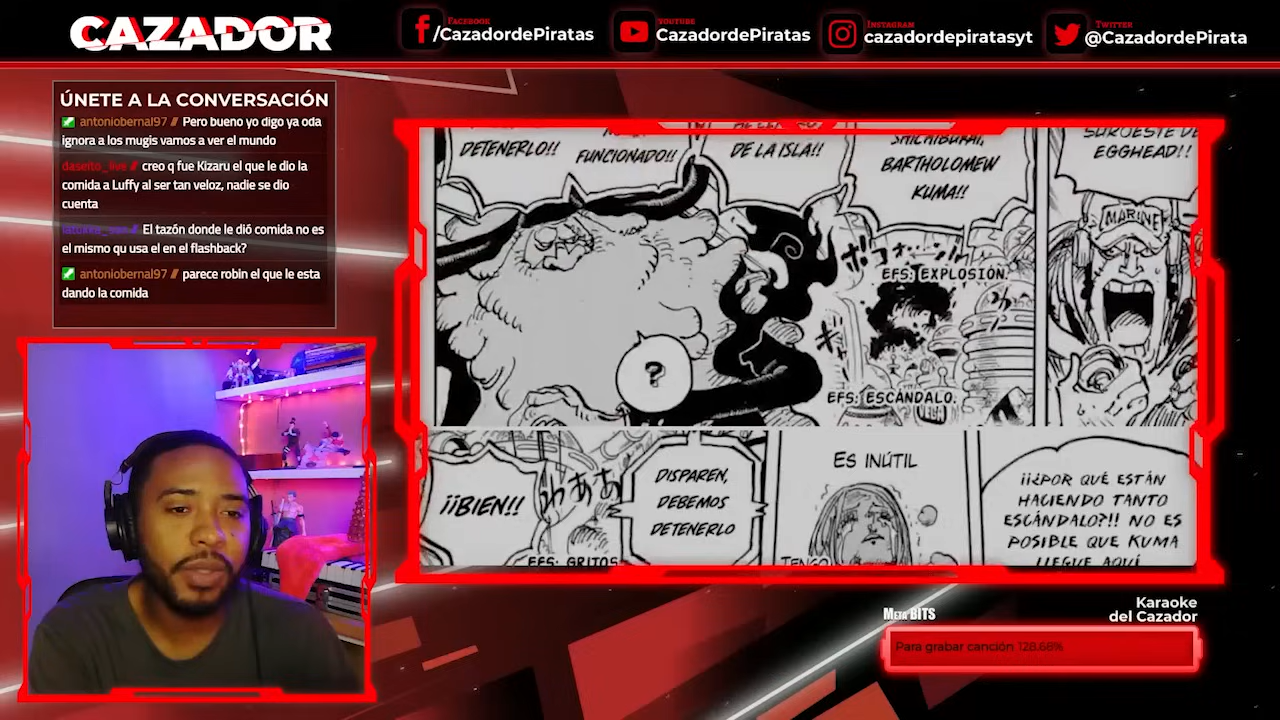 CAZADOR
FACEBOOK
/CazadordePiratas
YOUTUBE
CazadordePiratas
INSTAGRAM
cazadordepiratasyt
TWITTER
@CazadordePirata
ÚNETE A LA CONVERSACIÓN
antoniobernal97 // Pero bueno yo digo ya oda
ignora a los mugis vamos a ver el mundo
daseito_live // creo q fue Kizaru el que le dio la
comida a Luffy al ser tan veloz, nadie se dio
cuenta
// El tazón donde le dió comida no es
el mismo qu usa el en el flashback?
antoniobernal97 // parece robin el que le esta
dando la comida
DETENERLO!!
FUNCIONADO!!
DE LA ISLA!!
SHICHIBUKAI,
BARTHOLOMEW
KUMA!!
SUROESTE DE
EGGHEAD!!
MARINE
EFS: EXPLOSIÓN.
?
EFS: ESCÁNDALO.
¡¡BIEN!!
わああ
EFS: GRITOS
DISPAREN,
DEBEMOS
DETENERLO
ES INÚTIL
TENGO
¡¡¿POR QUÉ ESTÁN
HACIENDO TANTO
ESCÁNDALO?!! NO ES
POSIBLE QUE KUMA
LLEGUE AQUÍ
META BITS
Karaoke
del Cazador
Para grabar canción 128.68%